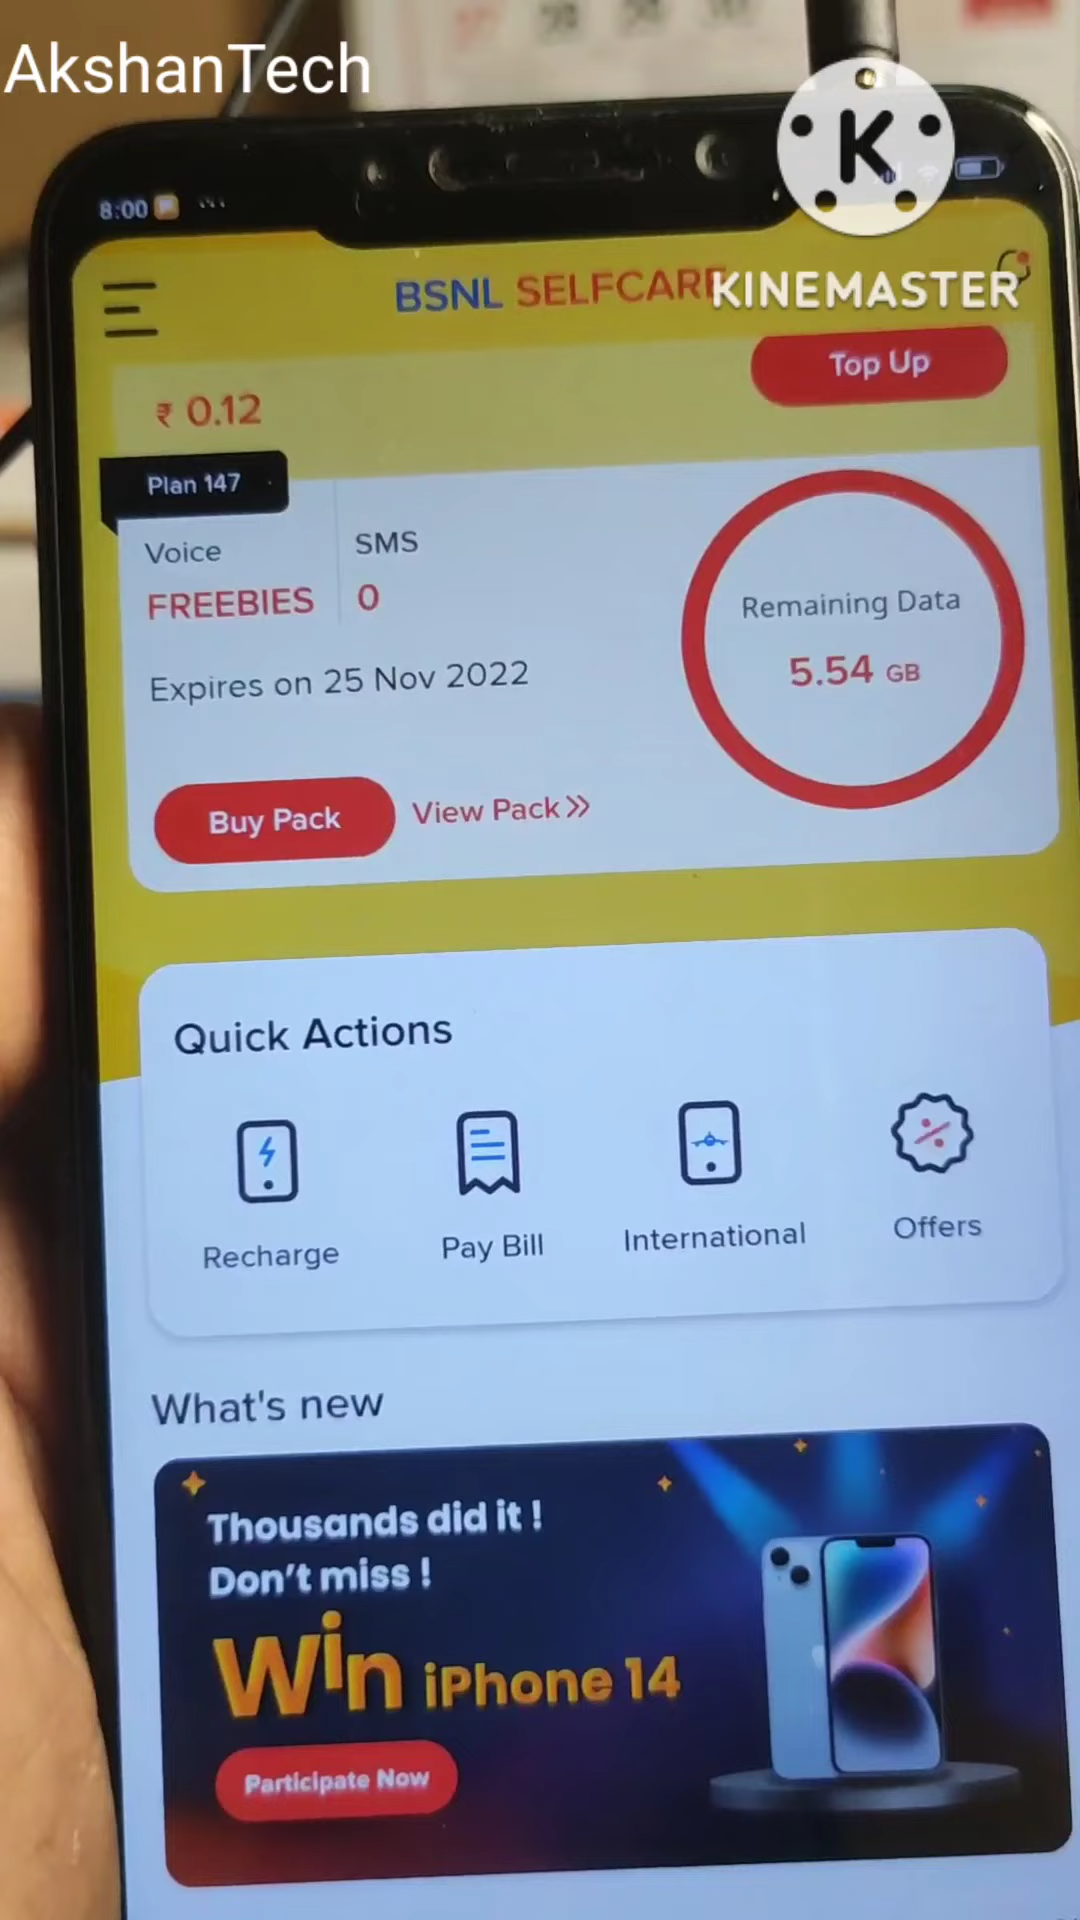 AkshanTech
K
KINEMASTER
8:00
BSNL SELFCARE
Top Up
₹ 0.12
Plan 147
Voice
SMS
FREEBIES
0
Remaining Data
5.54 GB
Expires on 25 Nov 2022
Buy Pack
View Pack >>
Quick Actions
Recharge
Pay Bill
International
Offers
What's new
Thousands did it !
Don't miss !
Win iPhone 14
Participate Now